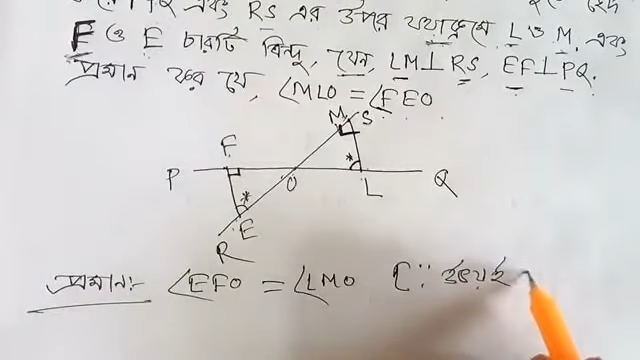 PQ এবং RS এর উপর যথাক্রমে L ও M এবং
F ও E চারটি বিন্দু, যেন, LM⊥RS, EF⊥PQ.
প্রমান কর যে, ∠MLO = ∠FEO
M S
F
P O L Q
E
R
প্রমান:- ∠EFO = ∠LMO [∵ উভয়ই